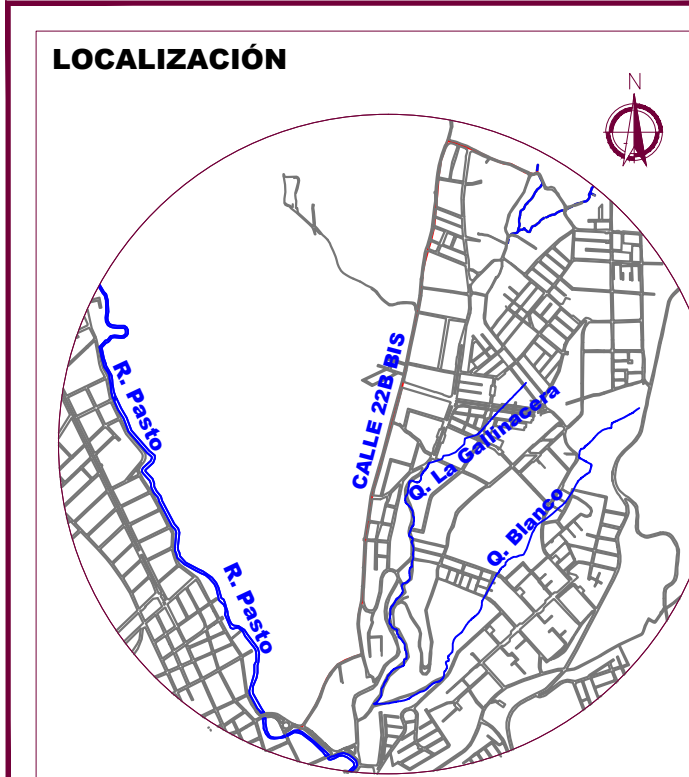 LOCALIZACIÓN
N
R. Pasto
CALLE 22B BIS
Q. La Gallinacera
Q. Blanco
R. Pasto